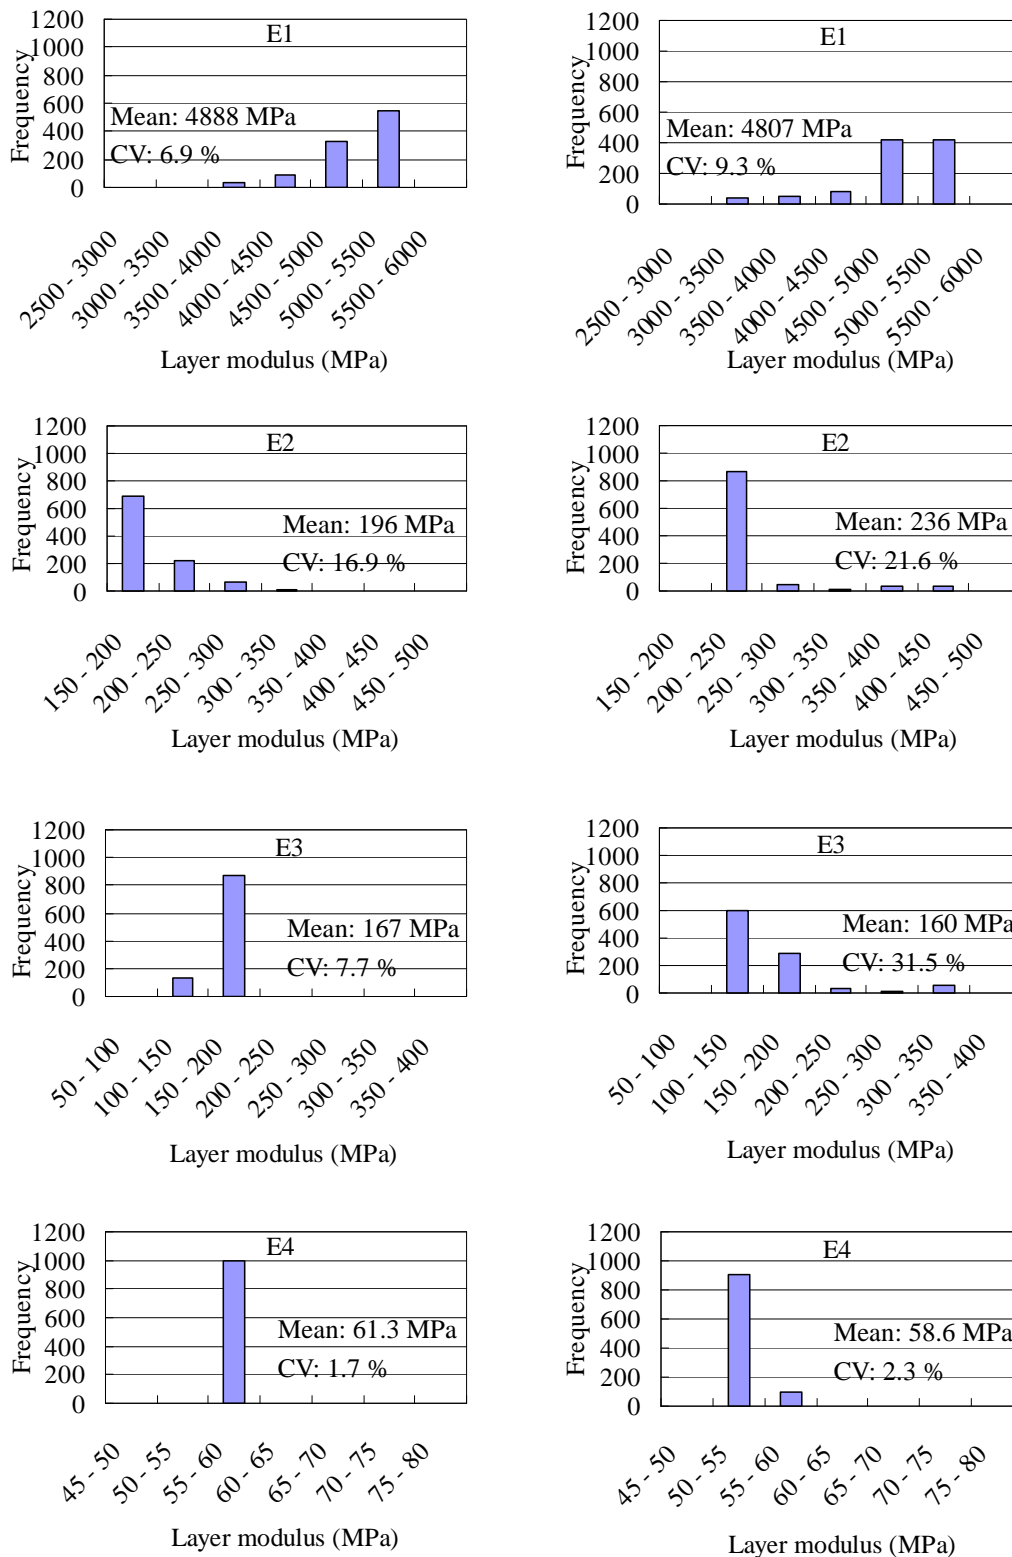 E1
Frequency
1200
1000
800
600
400
200
0
Mean: 4888 MPa
CV: 6.9 %
2500 - 3000
3000 - 3500
3500 - 4000
4000 - 4500
4500 - 5000
5000 - 5500
5500 - 6000
Layer modulus (MPa)
E1
Frequency
1200
1000
800
600
400
200
0
Mean: 4807 MPa
CV: 9.3 %
2500 - 3000
3000 - 3500
3500 - 4000
4000 - 4500
4500 - 5000
5000 - 5500
5500 - 6000
Layer modulus (MPa)
E2
Frequency
1200
1000
800
600
400
200
0
Mean: 196 MPa
CV: 16.9 %
150 - 200
200 - 250
250 - 300
300 - 350
350 - 400
400 - 450
450 - 500
Layer modulus (MPa)
E2
Frequency
1200
1000
800
600
400
200
0
Mean: 236 MPa
CV: 21.6 %
150 - 200
200 - 250
250 - 300
300 - 350
350 - 400
400 - 450
450 - 500
Layer modulus (MPa)
E3
Frequency
1200
1000
800
600
400
200
0
Mean: 167 MPa
CV: 7.7 %
50 - 100
100 - 150
150 - 200
200 - 250
250 - 300
300 - 350
350 - 400
Layer modulus (MPa)
E3
Frequency
1200
1000
800
600
400
200
0
Mean: 160 MPa
CV: 31.5 %
50 - 100
100 - 150
150 - 200
200 - 250
250 - 300
300 - 350
350 - 400
Layer modulus (MPa)
E4
Frequency
1200
1000
800
600
400
200
0
Mean: 61.3 MPa
CV: 1.7 %
45 - 50
50 - 55
55 - 60
60 - 65
65 - 70
70 - 75
75 - 80
Layer modulus (MPa)
E4
Frequency
1200
1000
800
600
400
200
0
Mean: 58.6 MPa
CV: 2.3 %
45 - 50
50 - 55
55 - 60
60 - 65
65 - 70
70 - 75
75 - 80
Layer modulus (MPa)